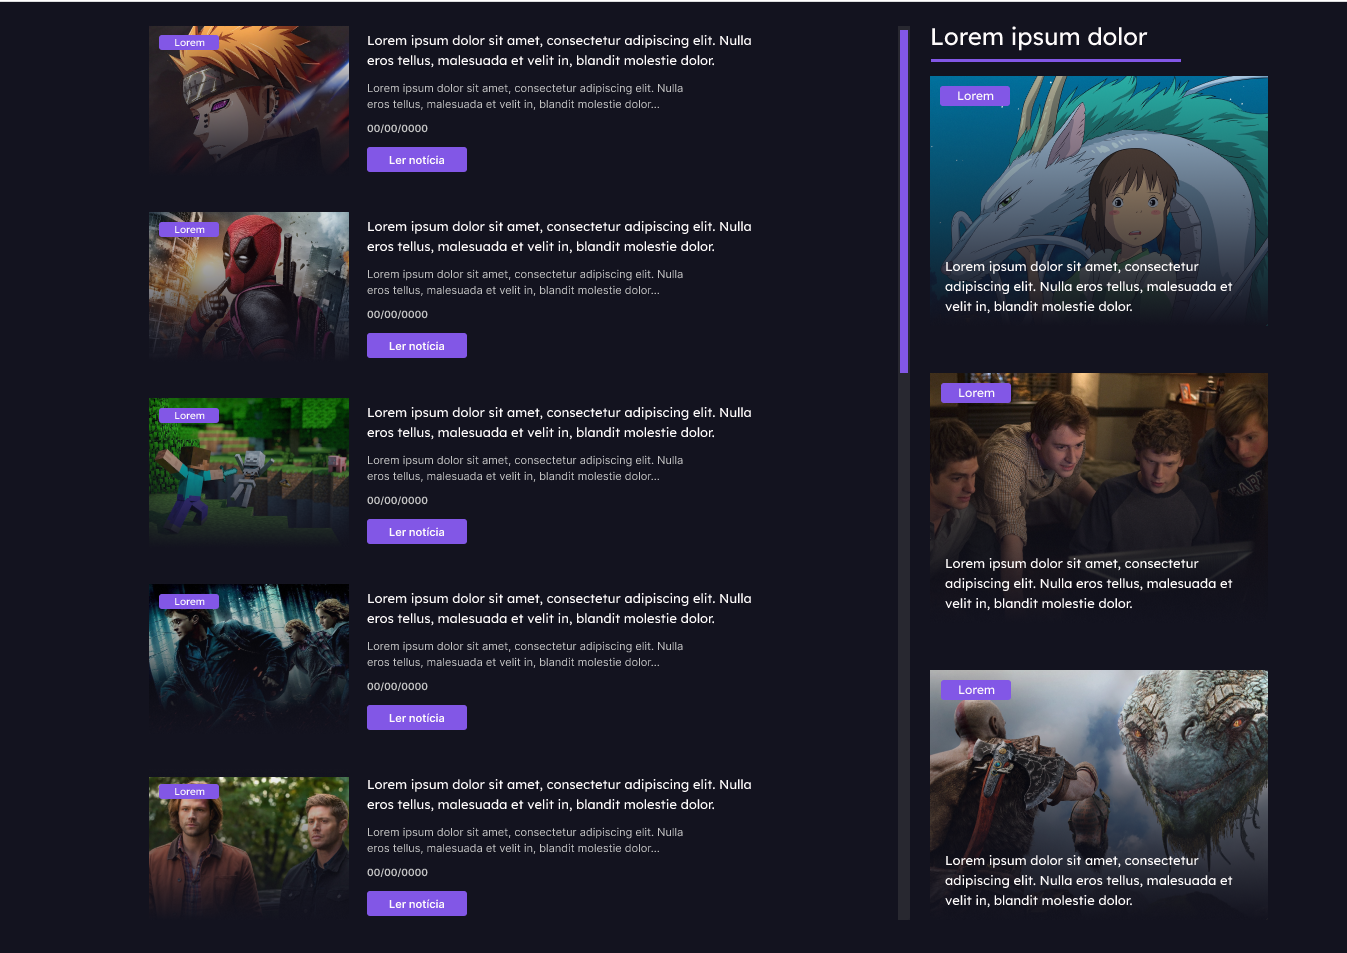 Lorem
Lorem ipsum dolor sit amet, consectetur adipiscing elit. Nulla
eros tellus, malesuada et velit in, blandit molestie dolor.
Lorem ipsum dolor sit amet, consectetur adipiscing elit. Nulla
eros tellus, malesuada et velit in, blandit molestie dolor...
00/00/0000
Ler notícia
Lorem
Lorem ipsum dolor sit amet, consectetur adipiscing elit. Nulla
eros tellus, malesuada et velit in, blandit molestie dolor.
Lorem ipsum dolor sit amet, consectetur adipiscing elit. Nulla
eros tellus, malesuada et velit in, blandit molestie dolor...
00/00/0000
Ler notícia
Lorem
Lorem ipsum dolor sit amet, consectetur adipiscing elit. Nulla
eros tellus, malesuada et velit in, blandit molestie dolor.
Lorem ipsum dolor sit amet, consectetur adipiscing elit. Nulla
eros tellus, malesuada et velit in, blandit molestie dolor...
00/00/0000
Ler notícia
Lorem
Lorem ipsum dolor sit amet, consectetur adipiscing elit. Nulla
eros tellus, malesuada et velit in, blandit molestie dolor.
Lorem ipsum dolor sit amet, consectetur adipiscing elit. Nulla
eros tellus, malesuada et velit in, blandit molestie dolor...
00/00/0000
Ler notícia
Lorem
Lorem ipsum dolor sit amet, consectetur adipiscing elit. Nulla
eros tellus, malesuada et velit in, blandit molestie dolor.
Lorem ipsum dolor sit amet, consectetur adipiscing elit. Nulla
eros tellus, malesuada et velit in, blandit molestie dolor...
00/00/0000
Ler notícia
Lorem ipsum dolor
Lorem
Lorem ipsum dolor sit amet, consectetur
adipiscing elit. Nulla eros tellus, malesuada et
velit in, blandit molestie dolor.
Lorem
Lorem ipsum dolor sit amet, consectetur
adipiscing elit. Nulla eros tellus, malesuada et
velit in, blandit molestie dolor.
Lorem
Lorem ipsum dolor sit amet, consectetur
adipiscing elit. Nulla eros tellus, malesuada et
velit in, blandit molestie dolor.